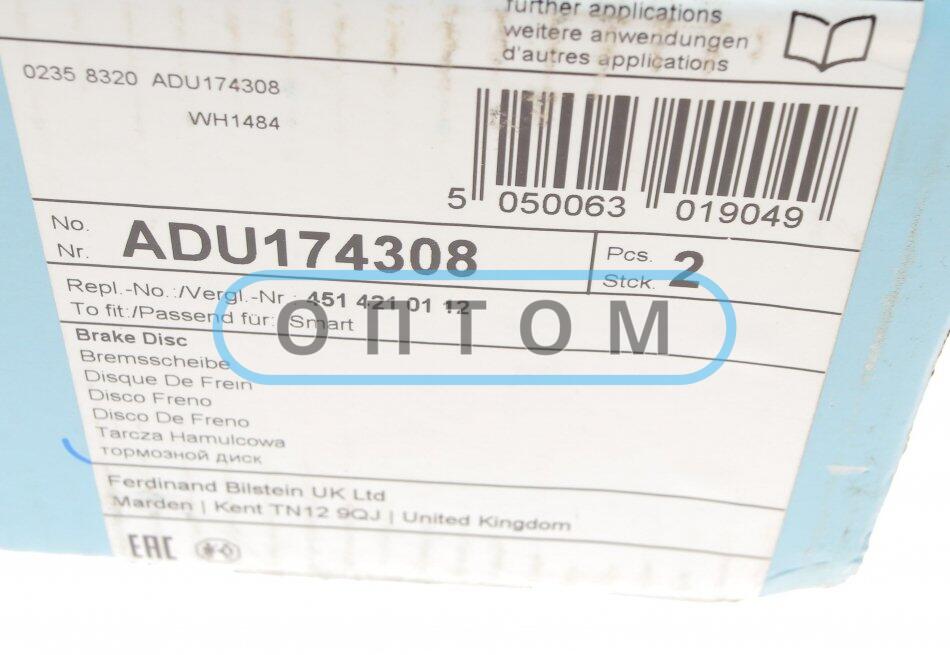 further applications
weitere anwendungen
d'autres applications
0235 8320 ADU174308
WH1484
5 050063 019049
No.
Nr. ADU174308
Pcs.
Stck. 2
Repl.-No.:/Vergl.-Nr.: 451 421 01 12
To fit:/Passend für: Smart
ОПТОМ
Brake Disc
Bremsscheibe
Disque De Frein
Disco Freno
Disco De Freno
Tarcza Hamulcowa
тормозной диск
Ferdinand Bilstein UK Ltd
Marden | Kent TN12 9QJ | United Kingdom
EAC